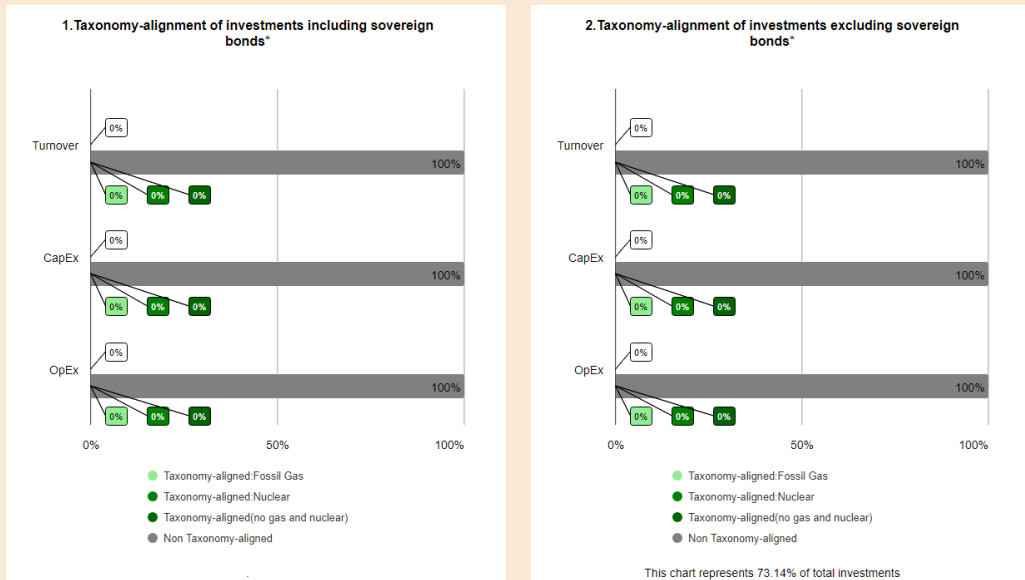 1.Taxonomy-alignment of investments including sovereign
bonds*
Turnover
0%
100%
0% 0% 0%
CapEx
0%
100%
0% 0% 0%
OpEx
0%
100%
0% 0% 0%
0% 50% 100%
Taxonomy-aligned:Fossil Gas
Taxonomy-aligned:Nuclear
Taxonomy-aligned(no gas and nuclear)
Non Taxonomy-aligned
2.Taxonomy-alignment of investments excluding sovereign
bonds*
Turnover
0%
100%
0% 0% 0%
CapEx
0%
100%
0% 0% 0%
OpEx
0%
100%
0% 0% 0%
0% 50% 100%
Taxonomy-aligned:Fossil Gas
Taxonomy-aligned:Nuclear
Taxonomy-aligned(no gas and nuclear)
Non Taxonomy-aligned
This chart represents 73.14% of total investments